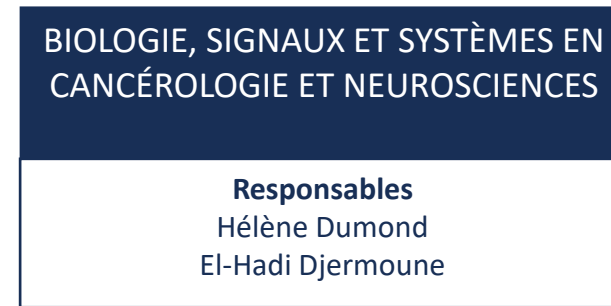 BIOLOGIE, SIGNAUX ET SYSTÈMES EN
CANCÉROLOGIE ET NEUROSCIENCES
Responsables
Hélène Dumond
El-Hadi Djermoune